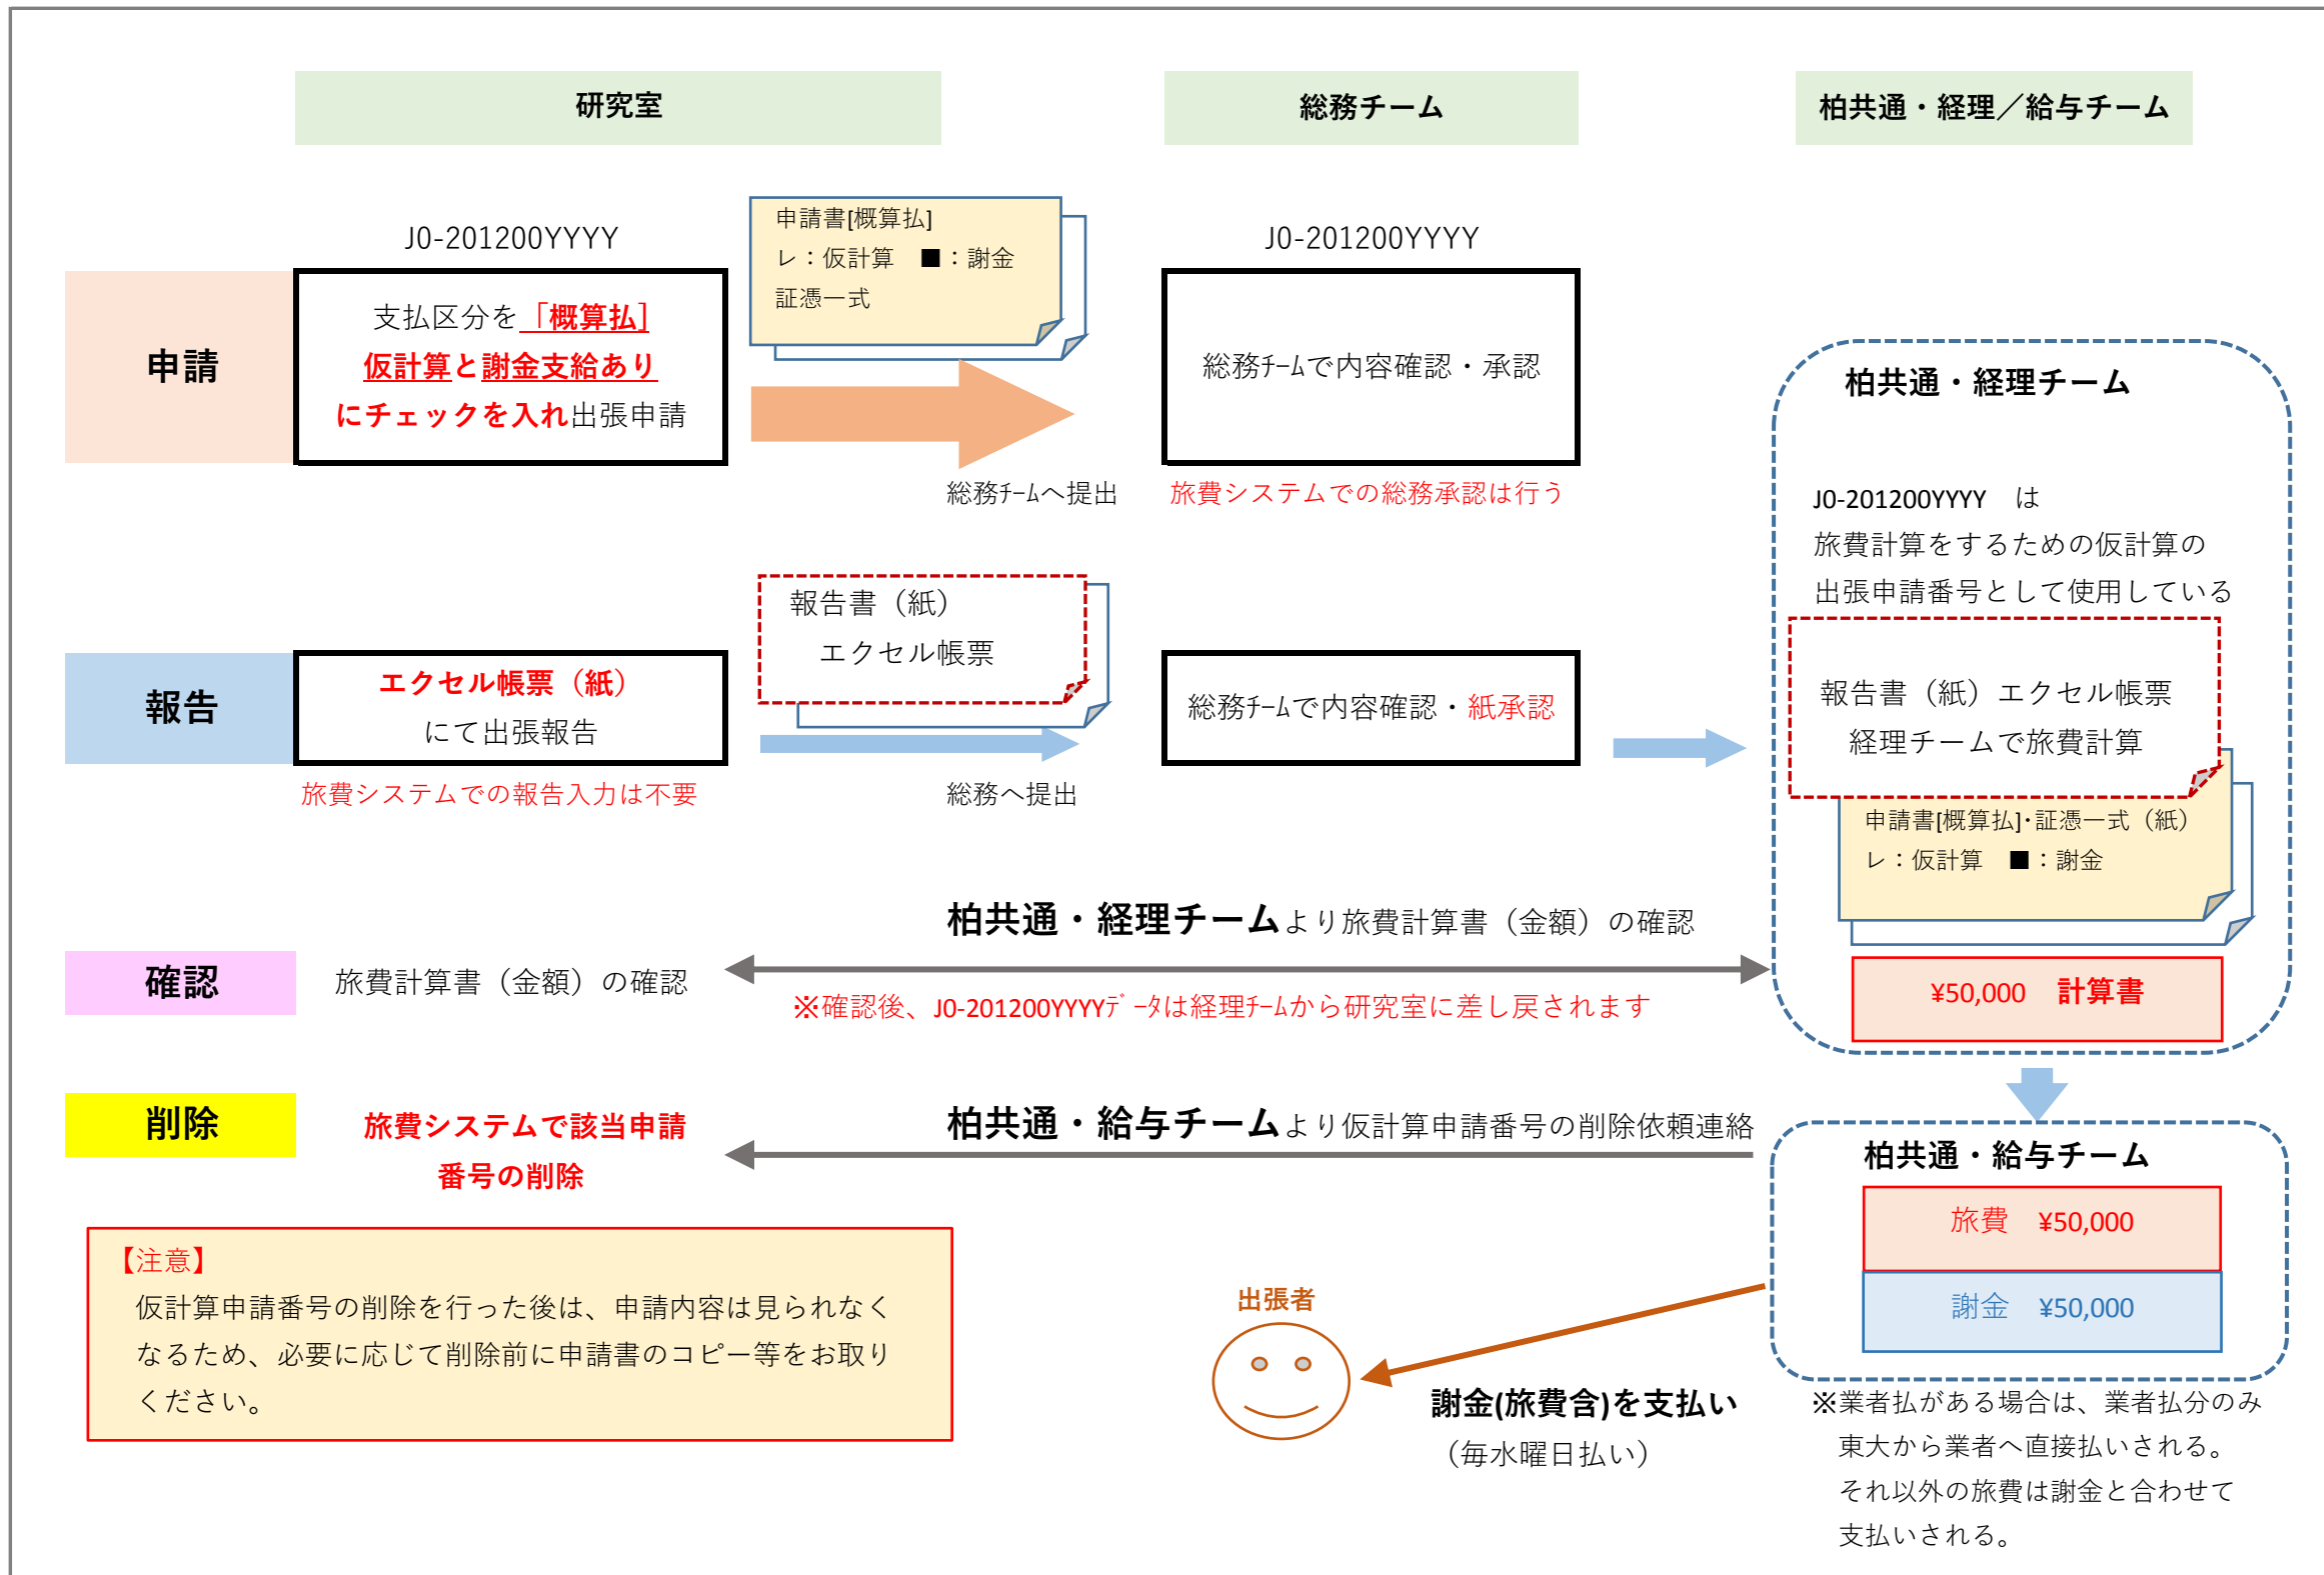 研究室
総務チーム
柏共通・経理／給与チーム
J0-201200YYYY
申請書[概算払]
レ：仮計算　■：謝金
証憑一式
J0-201200YYYY
申請
支払区分を「概算払］
仮計算と謝金支給あり
にチェックを入れ出張申請
総務ﾁｰﾑで内容確認・承認
総務ﾁｰﾑへ提出
旅費システムでの総務承認は行う
柏共通・経理チーム
J0-201200YYYY　は
旅費計算をするための仮計算の
出張申請番号として使用している
報告
エクセル帳票（紙）
にて出張報告
旅費システムでの報告入力は不要
報告書（紙）
エクセル帳票
総務へ提出
総務ﾁｰﾑで内容確認・紙承認
報告書（紙）エクセル帳票
経理チームで旅費計算
申請書[概算払]･証憑一式（紙）
レ：仮計算　■：謝金
柏共通・経理チームより旅費計算書（金額）の確認
確認
旅費計算書（金額）の確認
※確認後、J0-201200YYYYﾃﾞｰﾀは経理ﾁｰﾑから研究室に差し戻されます
¥50,000　計算書
削除
旅費システムで該当申請
番号の削除
柏共通・給与チームより仮計算申請番号の削除依頼連絡
柏共通・給与チーム
旅費　¥50,000
謝金　¥50,000
【注意】
仮計算申請番号の削除を行った後は、申請内容は見られなく
なるため、必要に応じて削除前に申請書のコピー等をお取り
ください。
出張者
謝金(旅費含)を支払い
（毎水曜日払い）
※業者払がある場合は、業者払分のみ
東大から業者へ直接払いされる。
それ以外の旅費は謝金と合わせて
支払いされる。